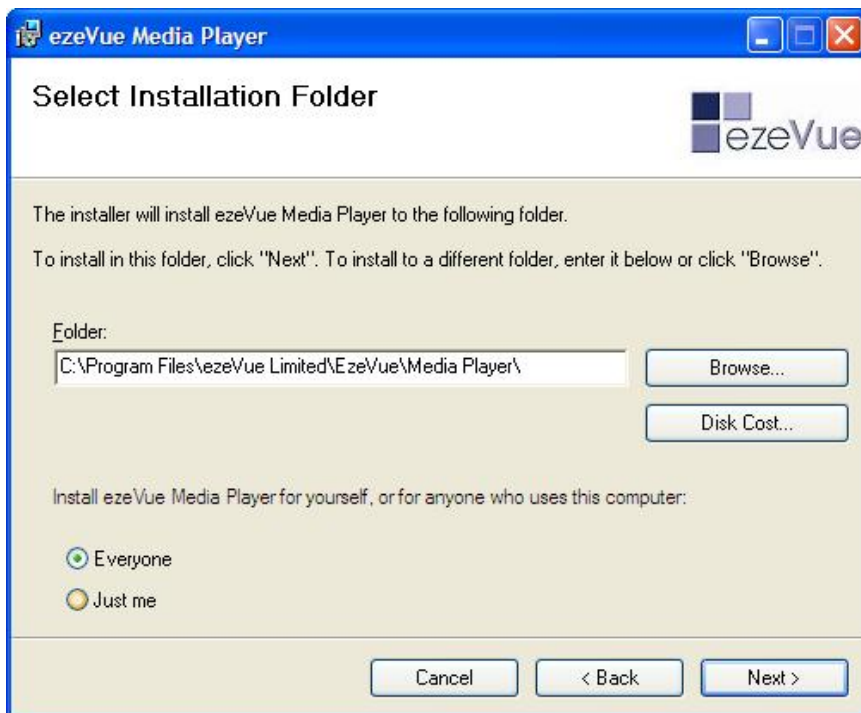 ezeVue Media Player
Select Installation Folder
ezeVue
The installer will install ezeVue Media Player to the following folder.
To install in this folder, click "Next". To install to a different folder, enter it below or click "Browse".
Folder:
C:\Program Files\ezeVue Limited\EzeVue\Media Player\
Browse...
Disk Cost...
Install ezeVue Media Player for yourself, or for anyone who uses this computer:
Everyone
Just me
Cancel
< Back
Next >